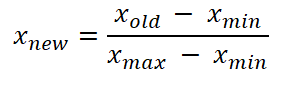 x_new = (x_old − x_min) / (x_max − x_min)